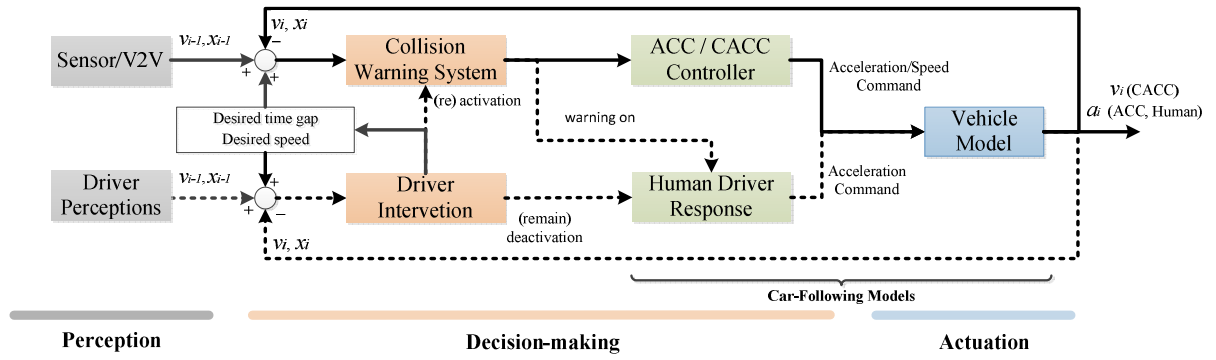 vi, xi
Sensor/V2V
vi-1, xi-1
−
+
+
Collision
Warning System
ACC / CACC
Controller
Acceleration/Speed
Command
(re) activation
warning on
vi (CACC)
ai (ACC, Human)
Desired time gap
Desired speed
Vehicle
Model
Driver
Perceptions
vi-1, xi-1
+
+
−
Driver
Intervetion
(remain)
deactivation
Human Driver
Response
Acceleration
Command
vi, xi
Car-Following Models
Perception
Decision-making
Actuation